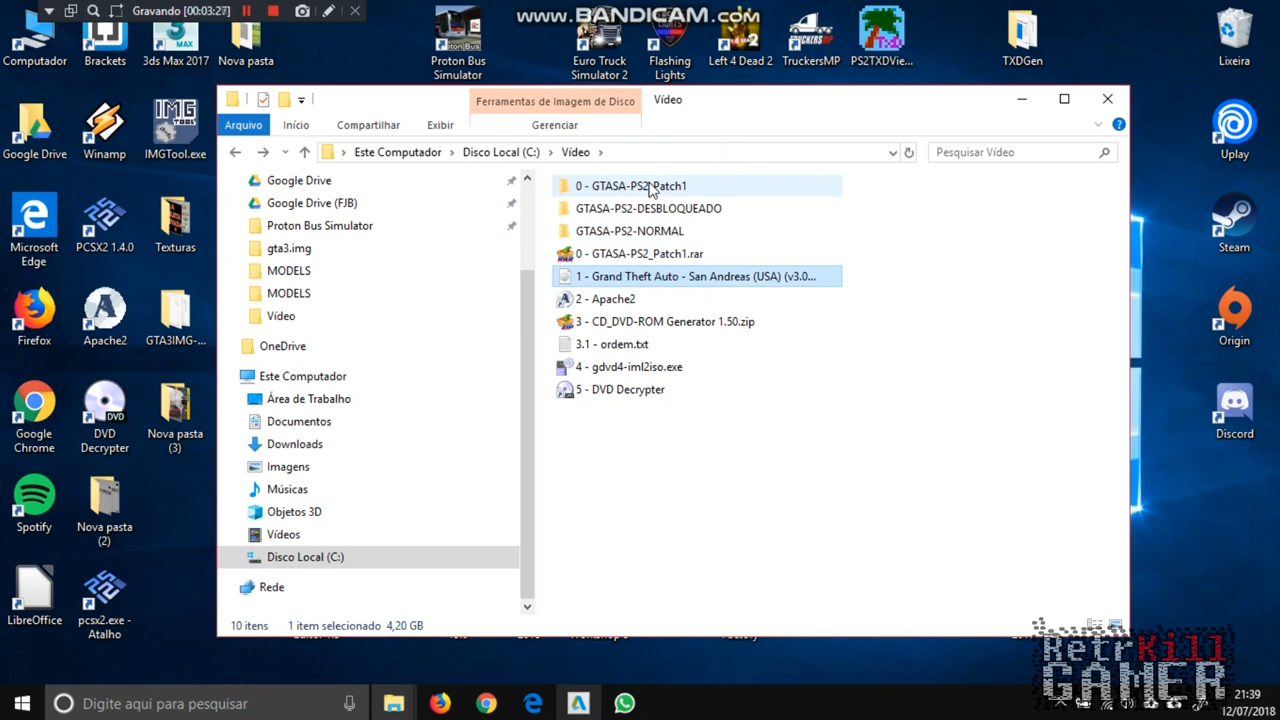 Gravando [00:03:27]
www.BANDICAM.com
Computador
Brackets
3ds Max 2017
Nova pasta
Proton Bus Simulator
Euro Truck Simulator 2
Flashing Lights
Left 4 Dead 2
TruckersMP
PS2TXDVie...
TXDGen
Lixeira
Google Drive
Winamp
IMGTool.exe
Uplay
Microsoft Edge
PCSX2 1.4.0
Texturas
Steam
Firefox
Apache2
GTA3IMG-...
Origin
Google Chrome
DVD Decrypter
Nova pasta (3)
Discord
Spotify
Nova pasta (2)
LibreOffice
pcsx2.exe - Atalho
Ferramentas de Imagem de Disco
Vídeo
Arquivo
Início
Compartilhar
Exibir
Gerenciar
Este Computador
Disco Local (C:)
Vídeo
Pesquisar Vídeo
Google Drive
Google Drive (FJB)
Proton Bus Simulator
gta3.img
MODELS
MODELS
Vídeo
OneDrive
Este Computador
Área de Trabalho
Documentos
Downloads
Imagens
Músicas
Objetos 3D
Vídeos
Disco Local (C:)
Rede
0 - GTASA-PS2_Patch1
GTASA-PS2-DESBLOQUEADO
GTASA-PS2-NORMAL
0 - GTASA-PS2_Patch1.rar
1 - Grand Theft Auto - San Andreas (USA) (v3.0...
2 - Apache2
3 - CD_DVD-ROM Generator 1.50.zip
3.1 - ordem.txt
4 - gdvd4-iml2iso.exe
5 - DVD Decrypter
10 itens
1 item selecionado 4,20 GB
RetrKill
GAMER
Digite aqui para pesquisar
21:39
12/07/2018